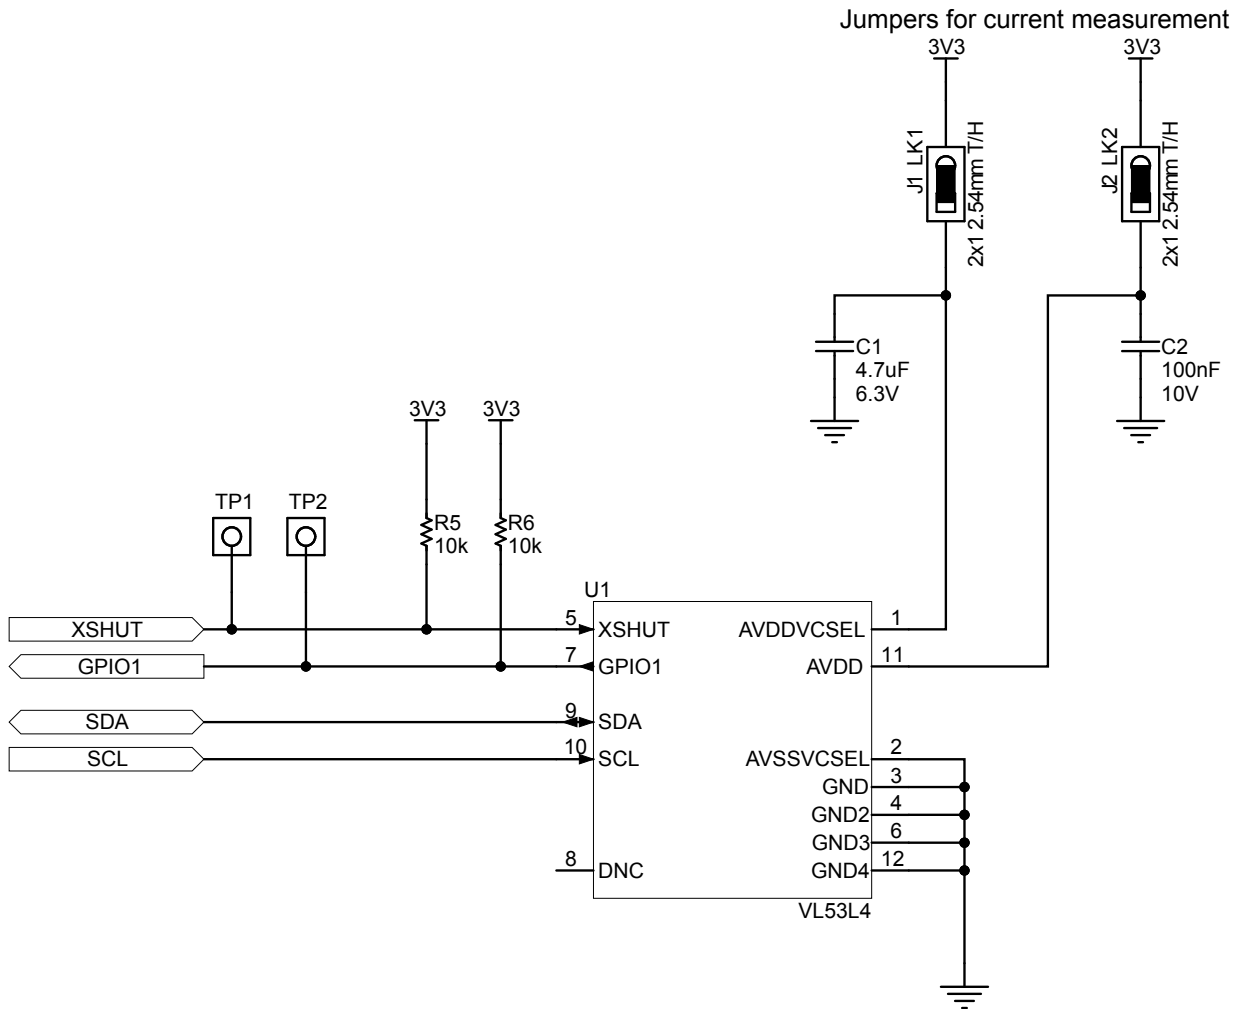 Jumpers for current measurement
3V3
3V3
J1 LK1
2x1 2.54mm T/H
J2 LK2
2x1 2.54mm T/H
C1
4.7uF
6.3V
C2
100nF
10V
3V3
3V3
TP1
TP2
R5
10k
R6
10k
U1
XSHUT
5
XSHUT
AVDDVCSEL
1
GPIO1
7
GPIO1
AVDD
11
SDA
9
SDA
SCL
10
SCL
AVSSVCSEL
2
GND
3
GND2
4
GND3
6
8
DNC
GND4
12
VL53L4